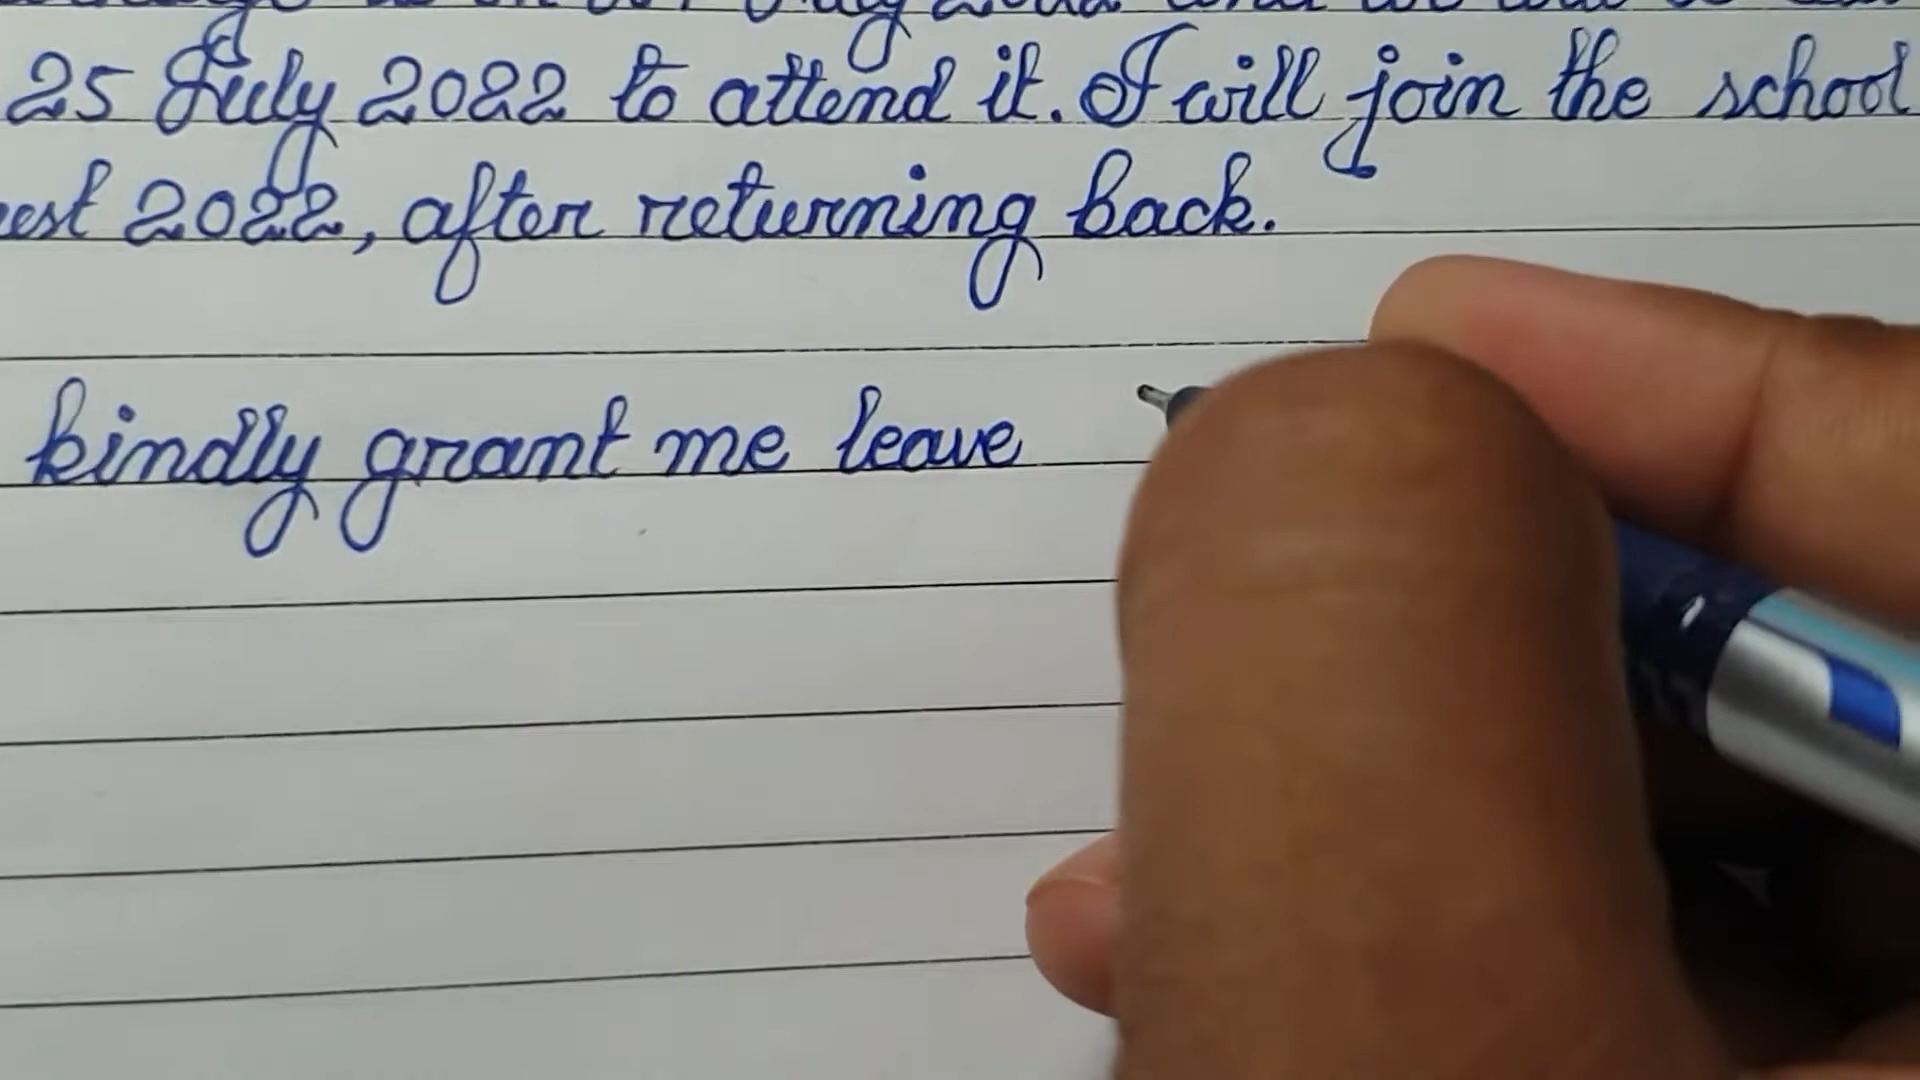 25 July 2022 to attend it. I will join the school
2022, after returning back.
kindly grant me leave